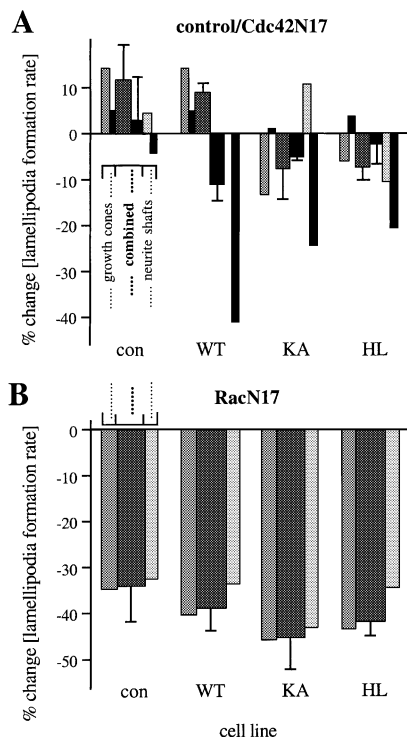 A
control/Cdc42N17
% change [lamellipodia formation rate]
10
0
-10
-20
-30
-40
growth cones
combined
neurite shafts
con WT KA HL
B
RacN17
% change [lamellipodia formation rate]
0
-10
-20
-30
-40
-50
con WT KA HL
cell line